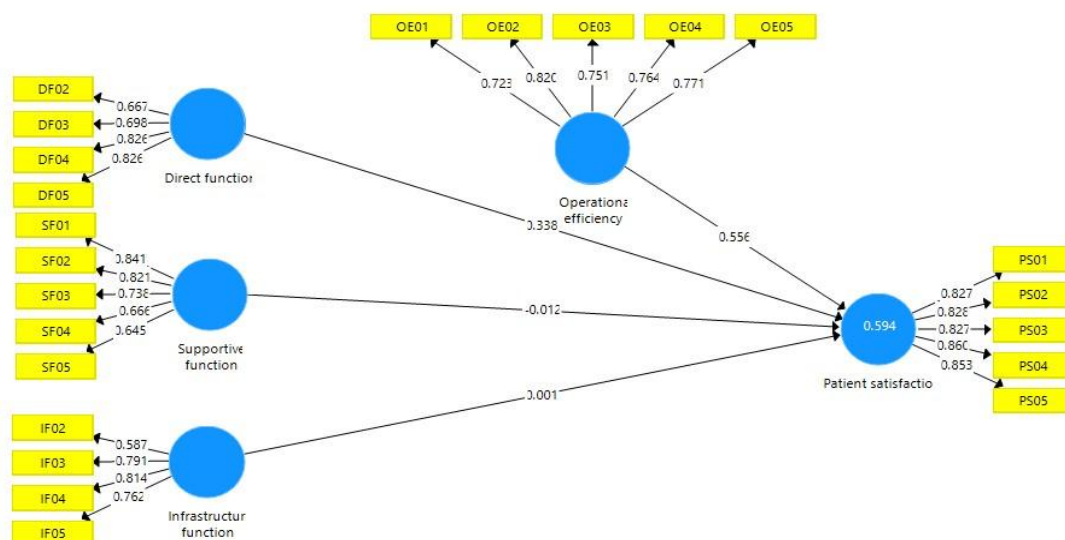 OE01 OE02 OE03 OE04 OE05
0.723 0.820 0.751 0.764 0.771
Operationa
efficiency
DF02
DF03
DF04
DF05
0.667
0.698
0.826
0.826
Direct function
SF01
SF02
SF03
SF04
SF05
0.841
0.821
0.738
0.666
0.645
Supportive
function
IF02
IF03
IF04
IF05
0.587
0.791
0.814
0.762
Infrastructur
function
0.338
0.556
-0.012
0.001
0.594
Patient satisfactio
0.827
0.828
0.827
0.860
0.853
PS01
PS02
PS03
PS04
PS05